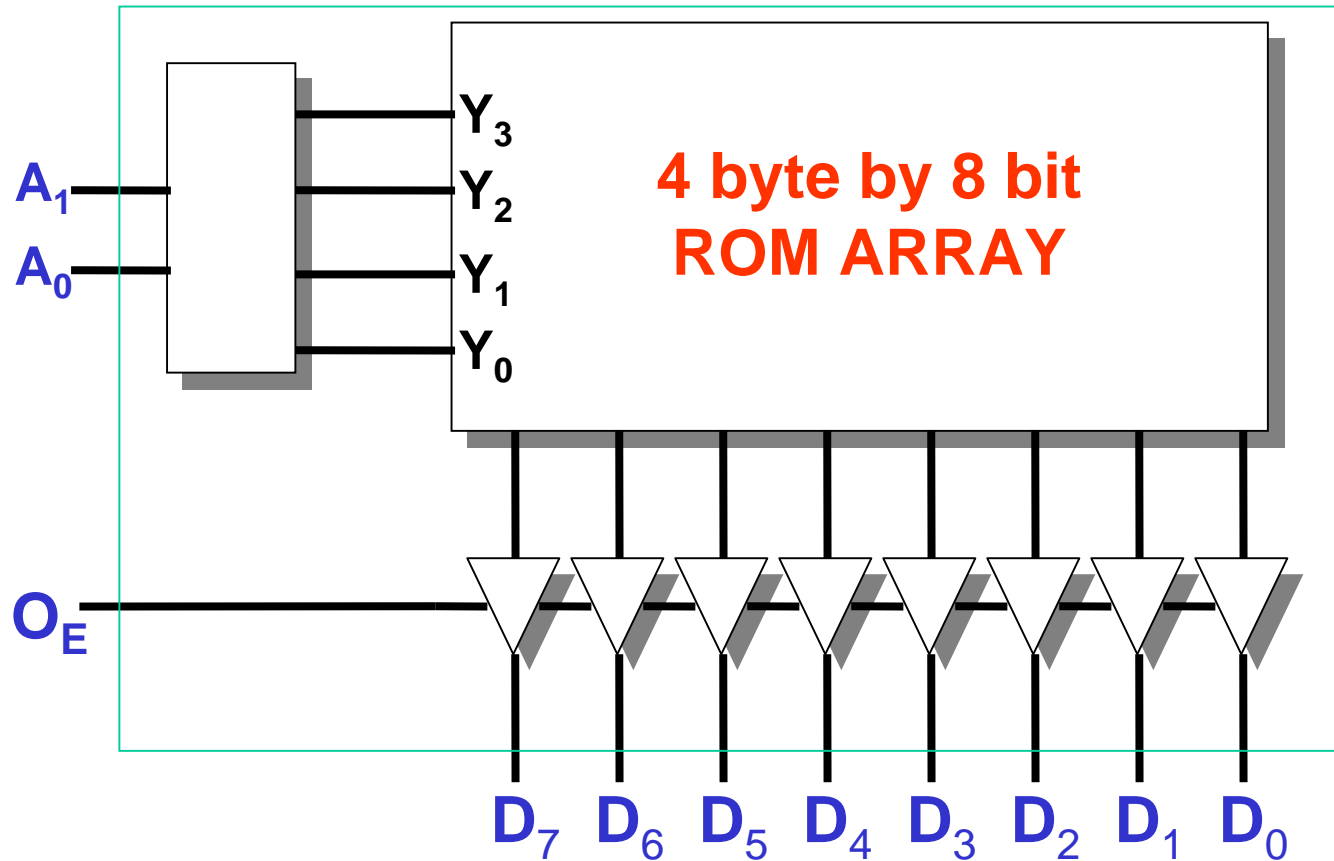 Y₃
4 byte by 8 bit
A₁
Y₂
ROM ARRAY
A₀
Y₁
Y₀
O_E
D₇ D₆ D₅ D₄ D₃ D₂ D₁ D₀